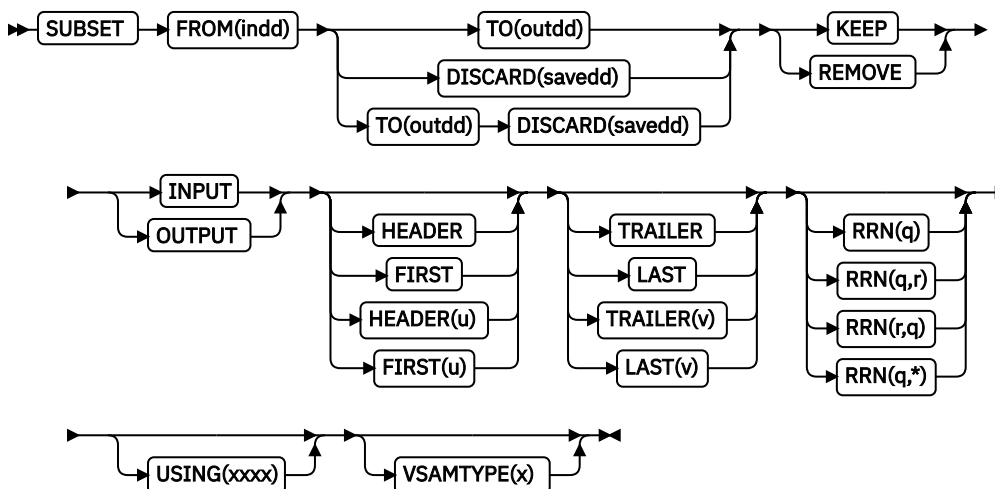 SUBSET FROM(indd) TO(outdd) KEEP
DISCARD(savedd) REMOVE
TO(outdd) DISCARD(savedd)
INPUT
OUTPUT
HEADER TRAILER RRN(q)
FIRST LAST RRN(q,r)
HEADER(u) TRAILER(v) RRN(r,q)
FIRST(u) LAST(v) RRN(q,*)
USING(xxxx) VSAMTYPE(x)